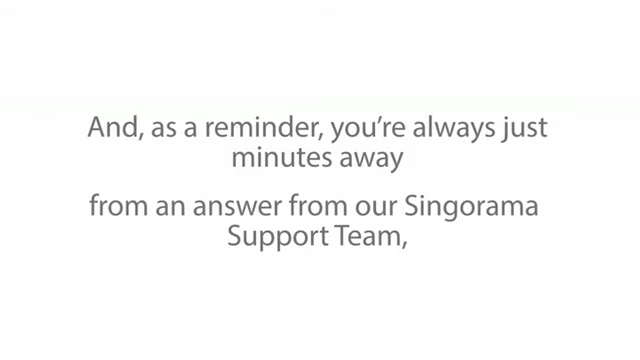 And, as a reminder, you’re always just
minutes away
from an answer from our Singorama
Support Team,